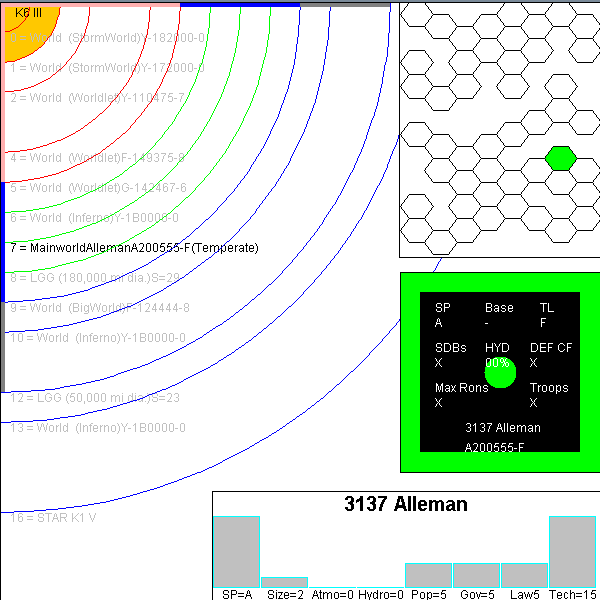 K6 III
World (StormWorld)Y-182000-0
1 = World (StormWorld)Y-172000-0
2 = World (Worldlet)Y-110475-7
4 = World (Worldlet)F-149375-8
5 = World (Worldlet)G-142467-6
6 = World (Inferno)Y-1B0006-0
7 = MainworldAllemanA200555-F(Temperate)
8 = LGG (180,000 mi dia.)S=29
9 = World (BigWorld)F-124444-8
10 = World (Inferno)Y-1B0000-0
12 = LGG (50,000 mi dia.)S=23
13 = World (Inferno)Y-1B0000-0
16 = STAR K1 V
SP Base TL
A - F
SDBs HYD DEF CF
X 00% X
Max Rons Troops
X X
3137 Alleman
A200555-F
3137 Alleman
SP=A Size=2 Atmo=0 Hydro=0 Pop=5 Gov=5 Law5 Tech=15